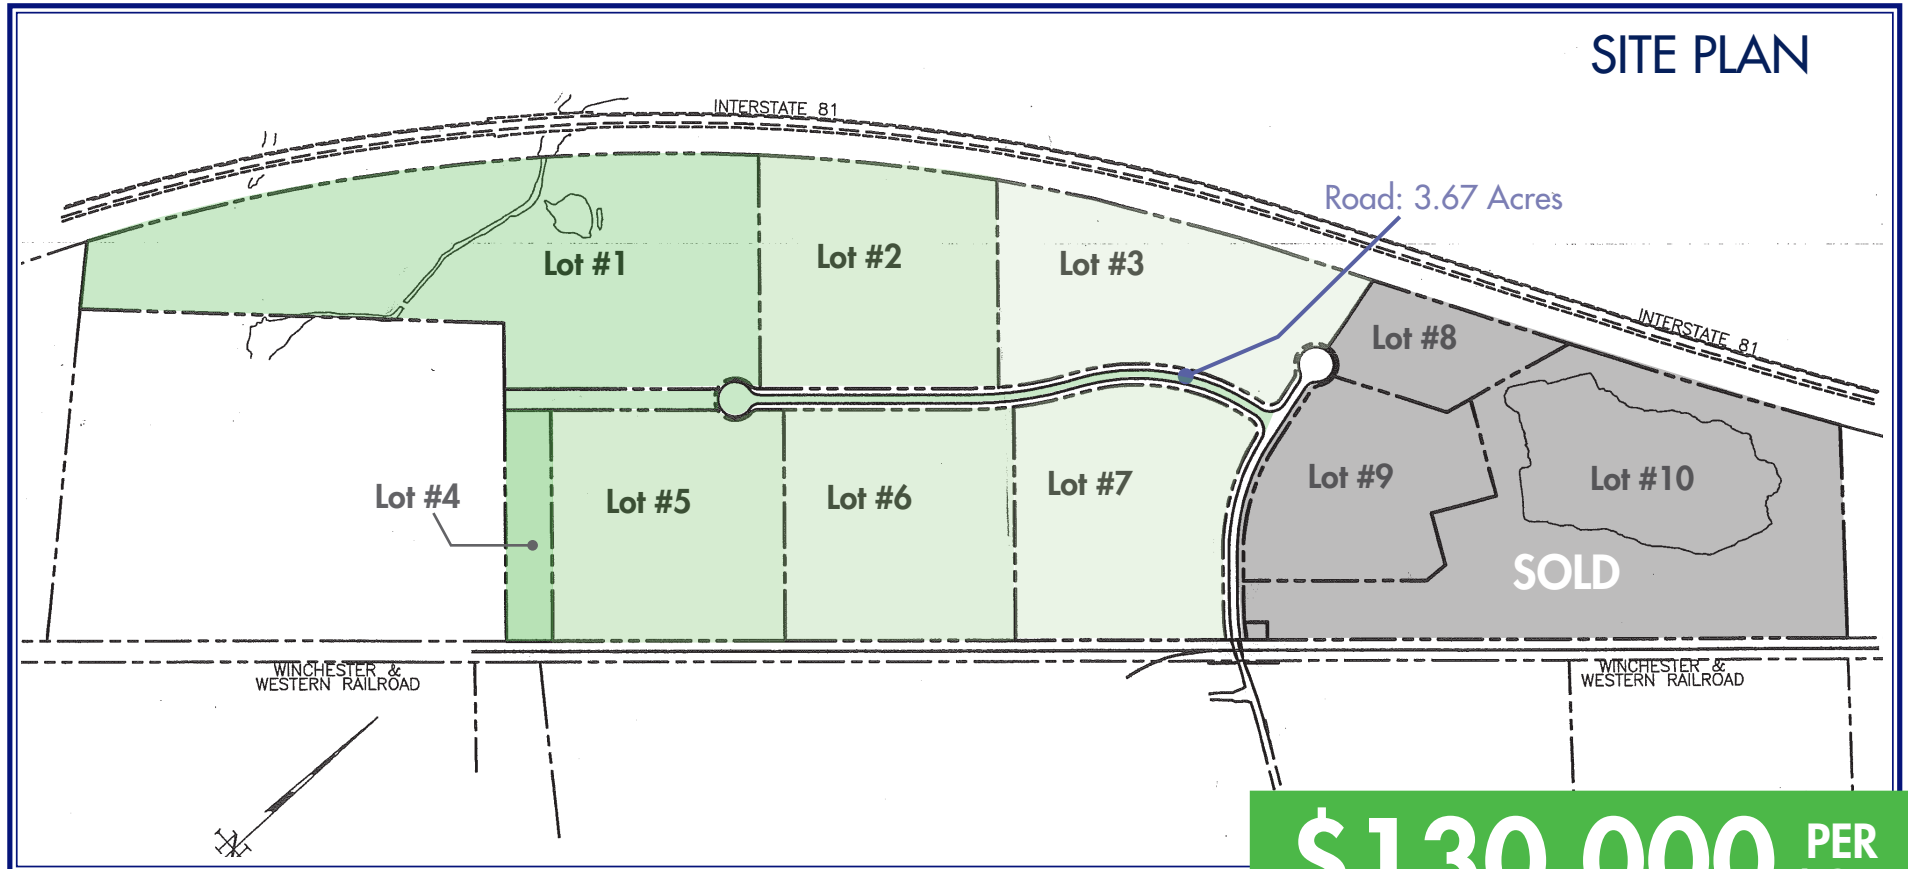 SITE PLAN
INTERSTATE 81
Road: 3.67 Acres
Lot #1
Lot #2
Lot #3
INTERSTATE 81
Lot #8
Lot #4
Lot #5
Lot #6
Lot #7
Lot #9
Lot #10
SOLD
WINCHESTER &
WESTERN RAILROAD
WINCHESTER &
WESTERN RAILROAD
$130,000 PER